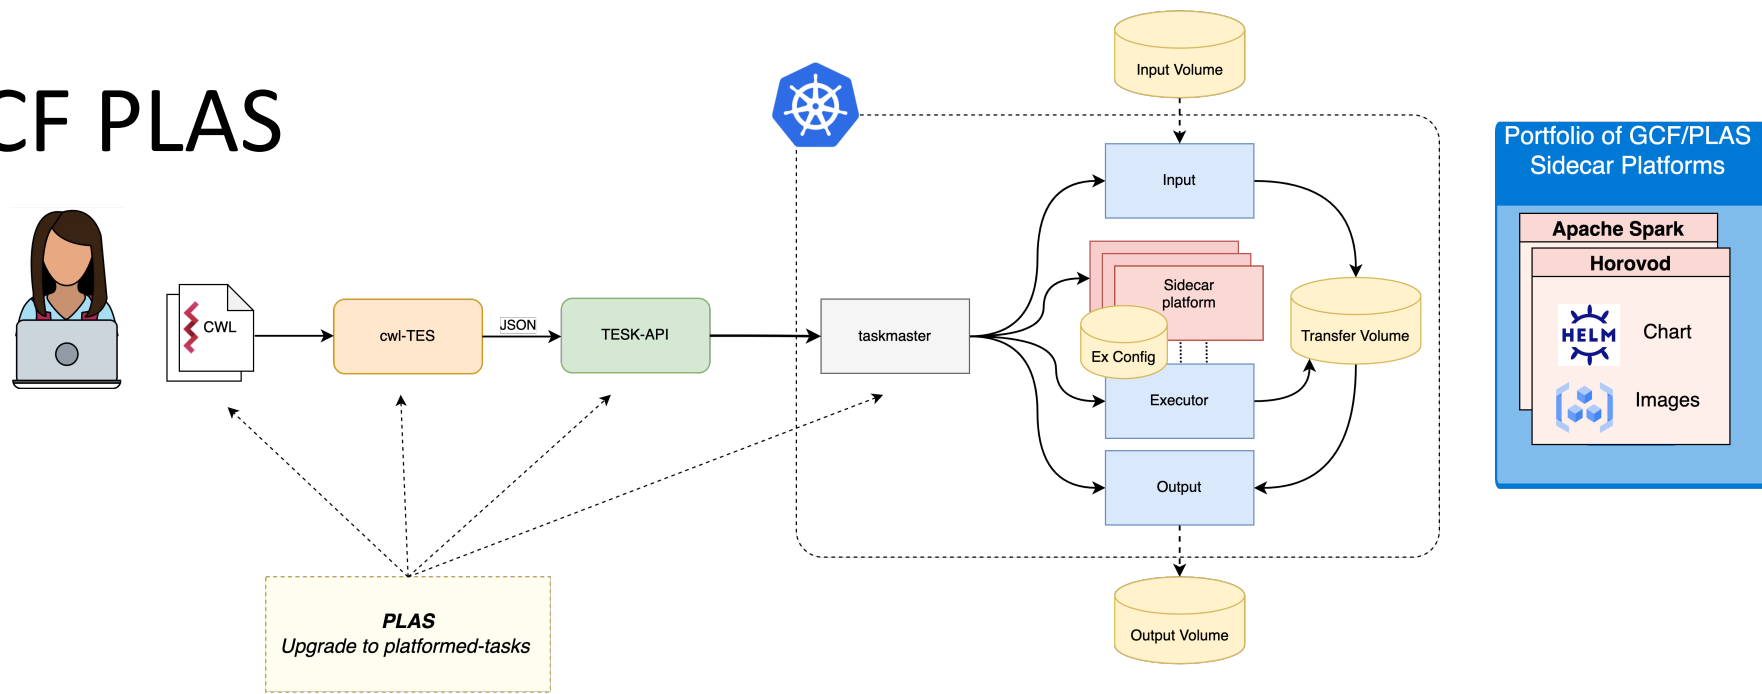 CF PLAS
Input Volume
Portfolio of GCF/PLAS
Sidecar Platforms
Input
Apache Spark
Horovod
Sidecar
platform
CWL
cwl-TES
JSON
TESK-API
taskmaster
Ex Config
Transfer Volume
HELM
Chart
Executor
Images
Output
PLAS
Upgrade to platformed-tasks
Output Volume